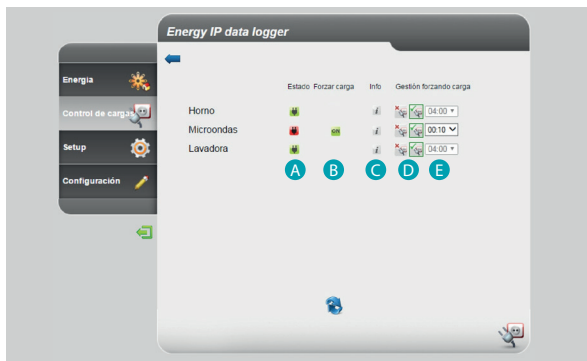 Energy IP data logger
Energía
Control de cargas
Setup
Configuración
Estado Forzar carga Info Gestión forzando carga
Horno i 04:00
Microondas ON i 00:10
Lavadora i 04:00
A B C D E